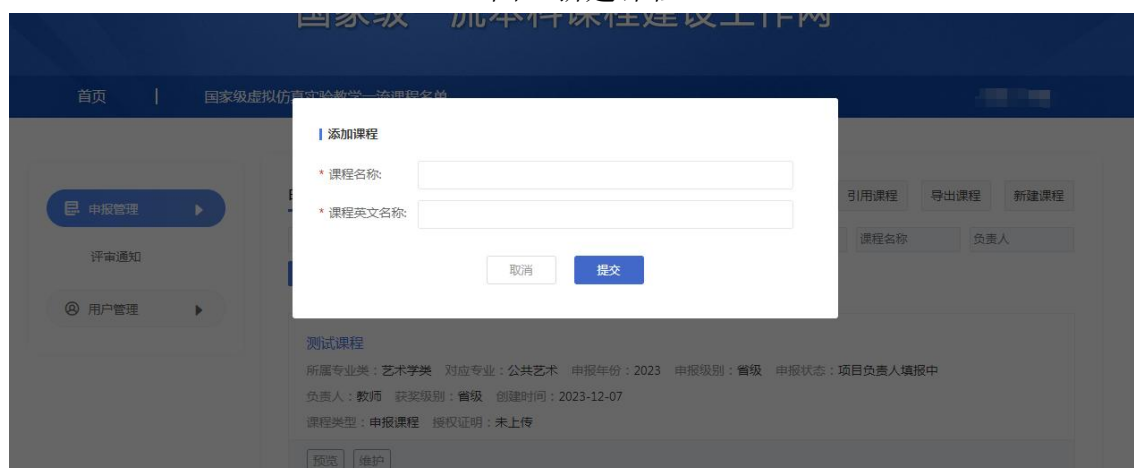 国家级一流本科课程建设工作网
首页 | 国家级虚拟仿真实验教学一流课程名单
添加课程
* 课程名称:
* 课程英文名称:
取消 提交
申报管理
评审通知
用户管理
引用课程 导出课程 新建课程
课程名称 负责人
测试课程
所属专业类：艺术学类 对应专业：公共艺术 申报年份：2023 申报级别：省级 申报状态：项目负责人填报中
负责人：教师 获奖级别：省级 创建时间：2023-12-07
课程类型：申报课程 授权证明：未上传
预览 维护